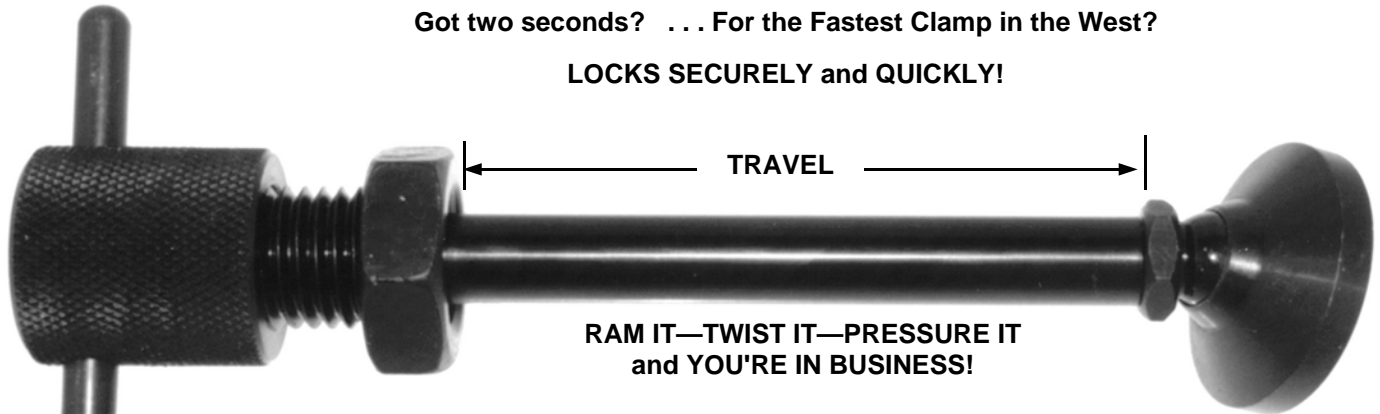 Got two seconds? . . . For the Fastest Clamp in the West?
LOCKS SECURELY and QUICKLY!
TRAVEL
RAM IT—TWIST IT—PRESSURE IT
and YOU'RE IN BUSINESS!